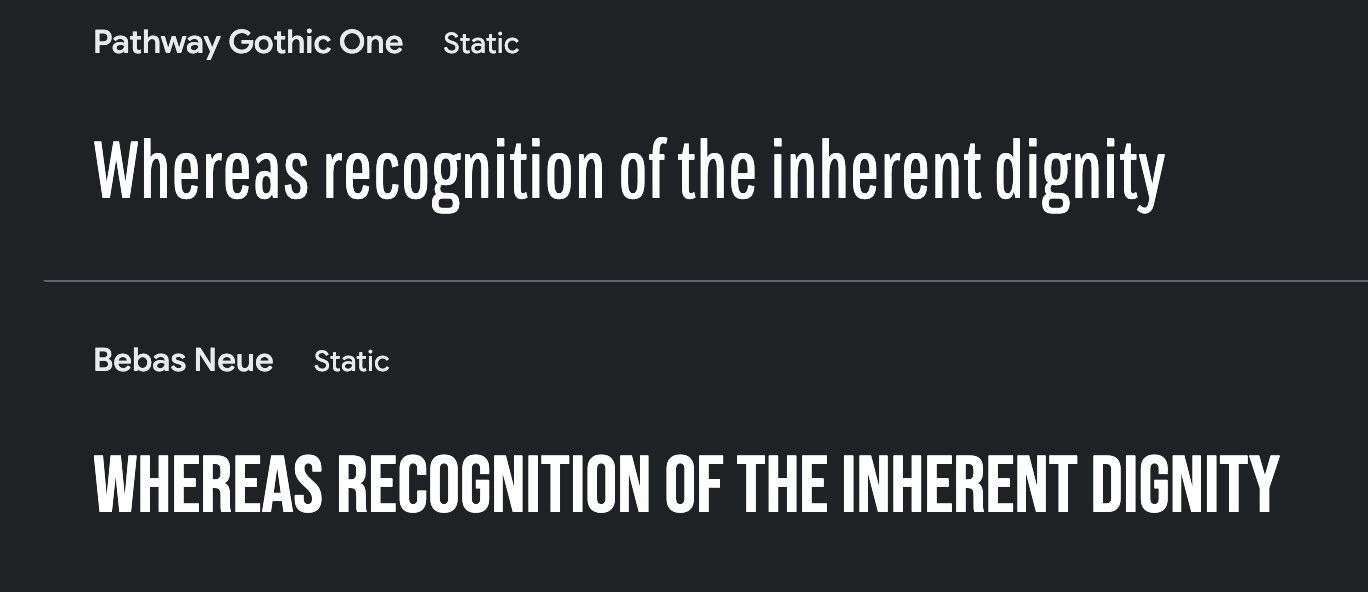 Pathway Gothic One Static
Whereas recognition of the inherent dignity
Bebas Neue Static
WHEREAS RECOGNITION OF THE INHERENT DIGNITY